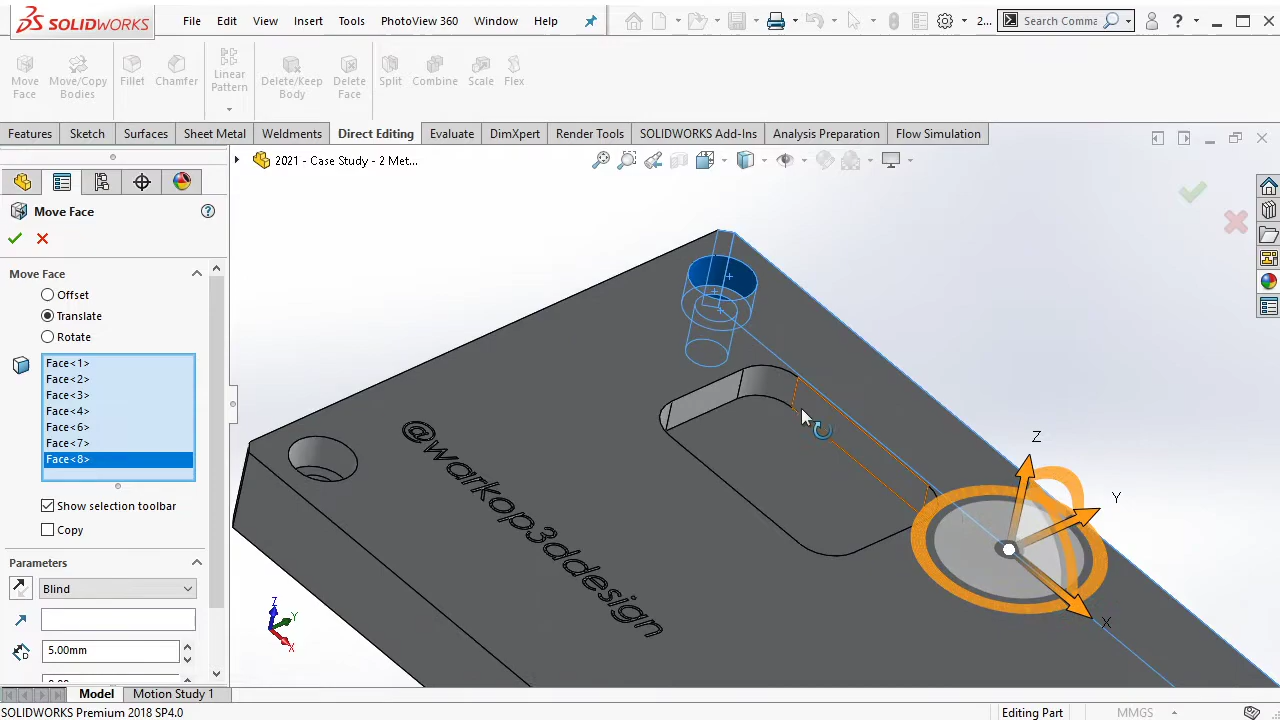 SOLIDWORKS File Edit View Insert Tools PhotoView 360 Window Help 2... Search Comma ?
Move Face Move/Copy Bodies Fillet Chamfer Linear Pattern Delete/Keep Body Delete Face Split Combine Scale Flex
Features Sketch Surfaces Sheet Metal Weldments Direct Editing Evaluate DimXpert Render Tools SOLIDWORKS Add-Ins Analysis Preparation Flow Simulation
2021 - Case Study - 2 Met...
Move Face ?
Move Face
Offset
Translate
Rotate
Face<1>
Face<2>
Face<3>
Face<4>
Face<6>
Face<7>
Face<8>
Show selection toolbar
Copy
Parameters
Blind
5.00mm
@warkop3ddesign
Z
Y
X
Z
Y
X
Model Motion Study 1
SOLIDWORKS Premium 2018 SP4.0 Editing Part MMGS